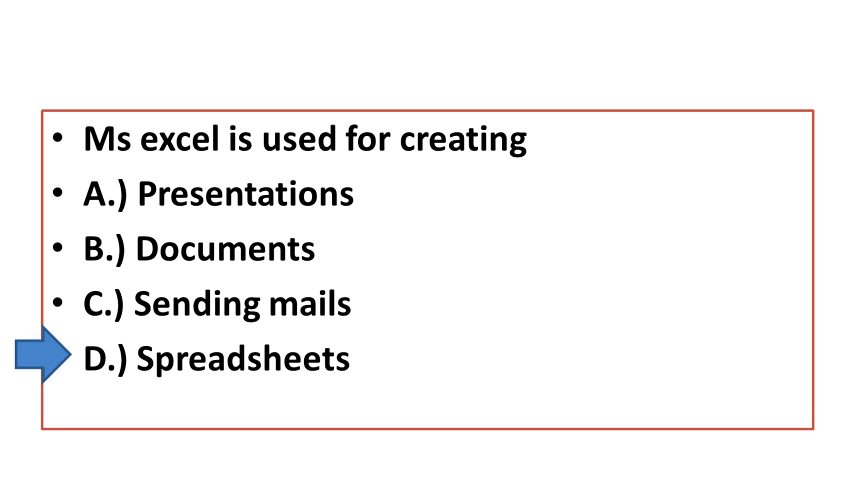 • Ms excel is used for creating
• A.) Presentations
• B.) Documents
• C.) Sending mails
D.) Spreadsheets